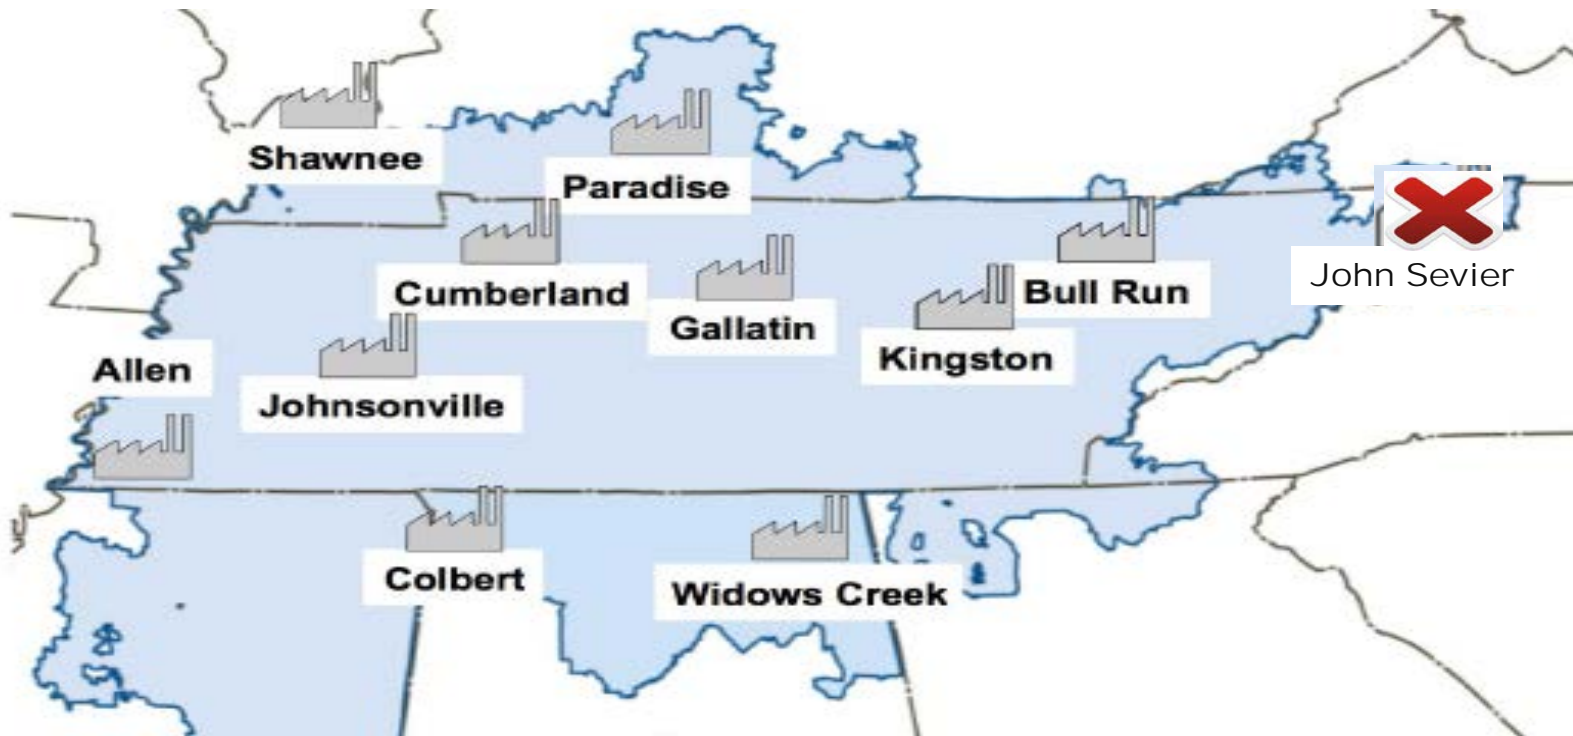 Shawnee
Paradise
John Sevier
Cumberland
Bull Run
Gallatin
Kingston
Allen
Johnsonville
Colbert
Widows Creek